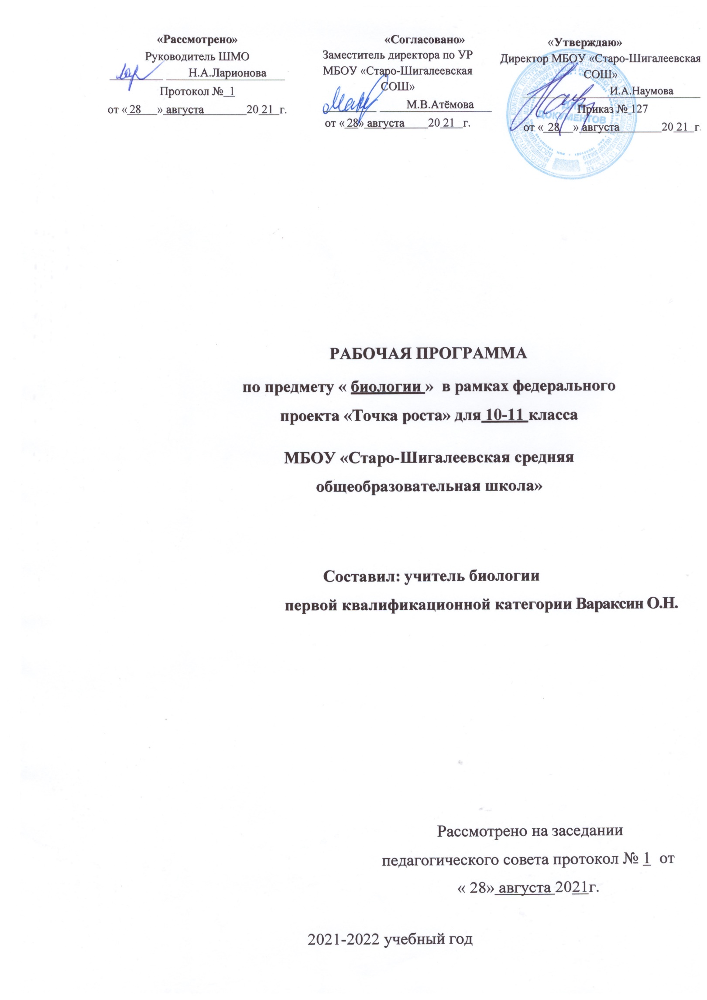 «Рассмотрено»
Руководитель ШМО
Н.А.Ларионова
Протокол № 1
от « 28 » августа 20 21 г.
«Согласовано»
Заместитель директора по УР
МБОУ «Старо-Шигалеевская
СОШ»
М.В.Атёмова
от « 28» августа 20 21 г.
«Утверждаю»
Директор МБОУ «Старо-Шигалеевская
СОШ»
И.А.Наумова
Приказ № 127
от « 28 » августа 20 21 г.
ДОКУМЕНТОВ
РАБОЧАЯ ПРОГРАММА
по предмету « биологии » в рамках федерального
проекта «Точка роста» для 10-11 класса
МБОУ «Старо-Шигалеевская средняя
общеобразовательная школа»
Составил: учитель биологии
первой квалификационной категории Вараксин О.Н.
Рассмотрено на заседании
педагогического совета протокол № 1 от
« 28» августа 2021г.
2021-2022 учебный год